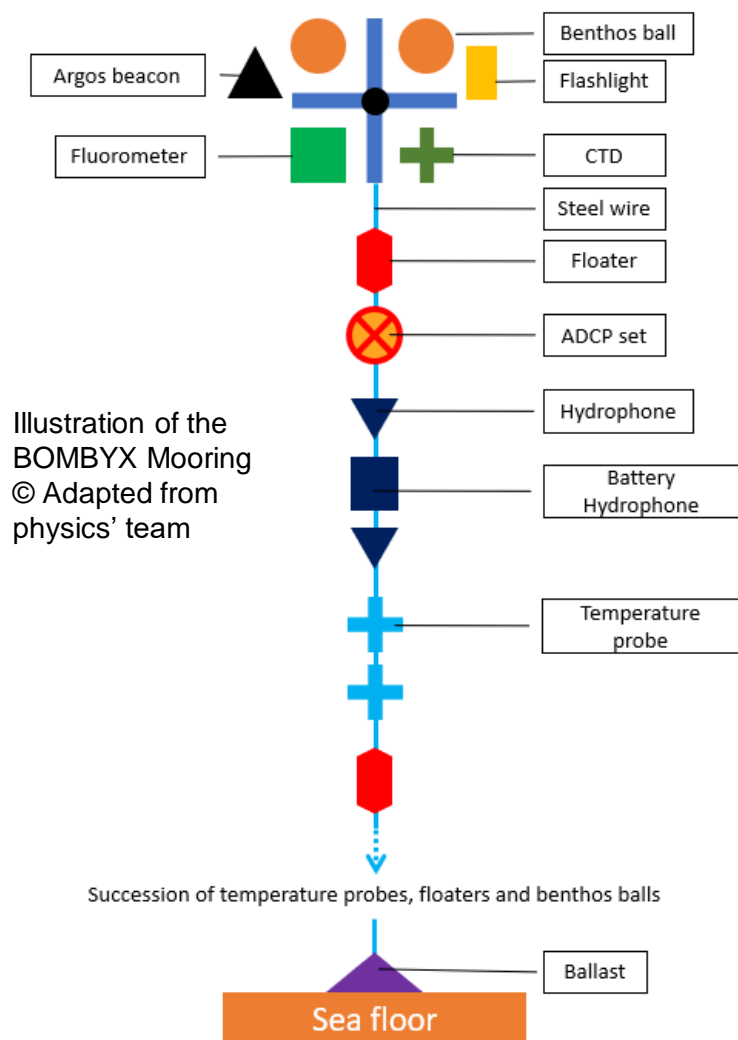 Benthos ball
Argos beacon
Flashlight
Fluorometer
CTD
Steel wire
Floater
ADCP set
Illustration of the
BOMBYX Mooring
© Adapted from
physics’ team
Hydrophone
Battery
Hydrophone
Temperature
probe
Succession of temperature probes, floaters and benthos balls
Ballast
Sea floor